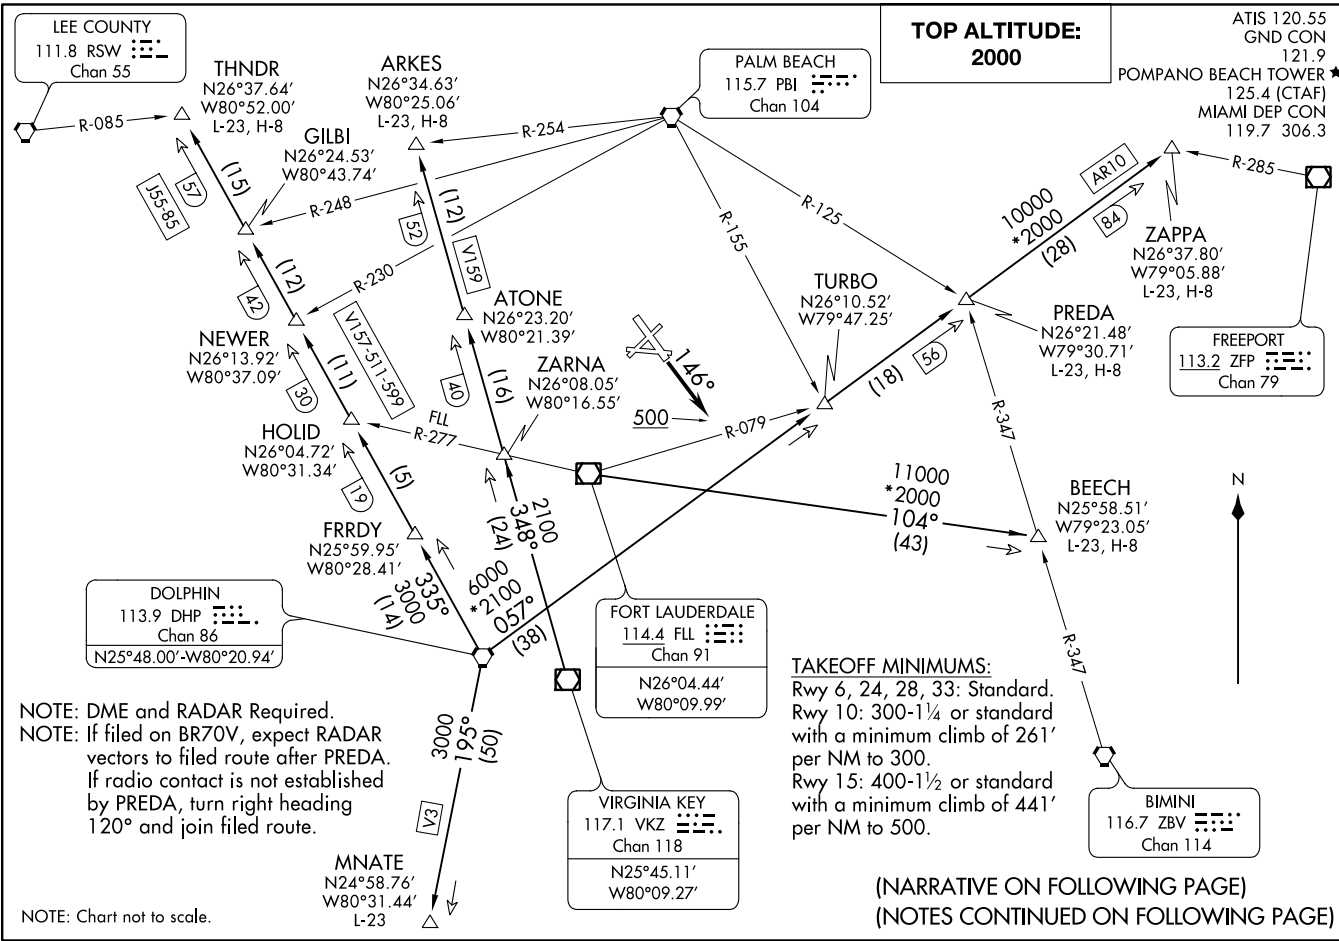 LEE COUNTY
111.8 RSW
Chan 55
R-085
THNDR
N26°37.64′
W80°52.00′
L-23, H-8
ARKES
N26°34.63′
W80°25.06′
L-23, H-8
GILBI
N26°24.53′
W80°43.74′
PALM BEACH
115.7 PBI
Chan 104
TOP ALTITUDE:
2000
ATIS 120.55
GND CON
121.9
POMPANO BEACH TOWER ★
125.4 (CTAF)
MIAMI DEP CON
119.7 306.3
R-254
R-248
R-230
R-155
R-125
R-285
57
(15)
J55-85
52
(12)
V159
42
(12)
10000
*2000
(28)
AR10
84
ZAPPA
N26°37.80′
W79°05.88′
L-23, H-8
FREEPORT
113.2 ZFP
Chan 79
NEWER
N26°13.92′
W80°37.09′
V157-511-599
30
(11)
ATONE
N26°23.20′
W80°21.39′
40
(16)
ZARNA
N26°08.05′
W80°16.55′
146°
500
TURBO
N26°10.52′
W79°47.25′
PREDA
N26°21.48′
W79°30.71′
L-23, H-8
56
(18)
HOLID
N26°04.72′
W80°31.34′
FLL
R-277
R-079
R-347
19
(5)
FRRDY
N25°59.95′
W80°28.41′
2100
348°
(24)
11000
*2000
104°
(43)
BEECH
N25°58.51′
W79°23.05′
L-23, H-8
N
335°
3000
(14)
6000
*2100
057°
(38)
DOLPHIN
113.9 DHP
Chan 86
N25°48.00′-W80°20.94′
FORT LAUDERDALE
114.4 FLL
Chan 91
N26°04.44′
W80°09.99′
R-347
NOTE: DME and RADAR Required.
NOTE: If filed on BR70V, expect RADAR
vectors to filed route after PREDA.
If radio contact is not established
by PREDA, turn right heading
120° and join filed route.
3000
195°
(50)
V3
TAKEOFF MINIMUMS:
Rwy 6, 24, 28, 33: Standard.
Rwy 10: 300-1¼ or standard
with a minimum climb of 261′
per NM to 300.
Rwy 15: 400-1½ or standard
with a minimum climb of 441′
per NM to 500.
VIRGINIA KEY
117.1 VKZ
Chan 118
N25°45.11′
W80°09.27′
BIMINI
116.7 ZBV
Chan 114
MNATE
N24°58.76′
W80°31.44′
L-23
NOTE: Chart not to scale.
(NARRATIVE ON FOLLOWING PAGE)
(NOTES CONTINUED ON FOLLOWING PAGE)